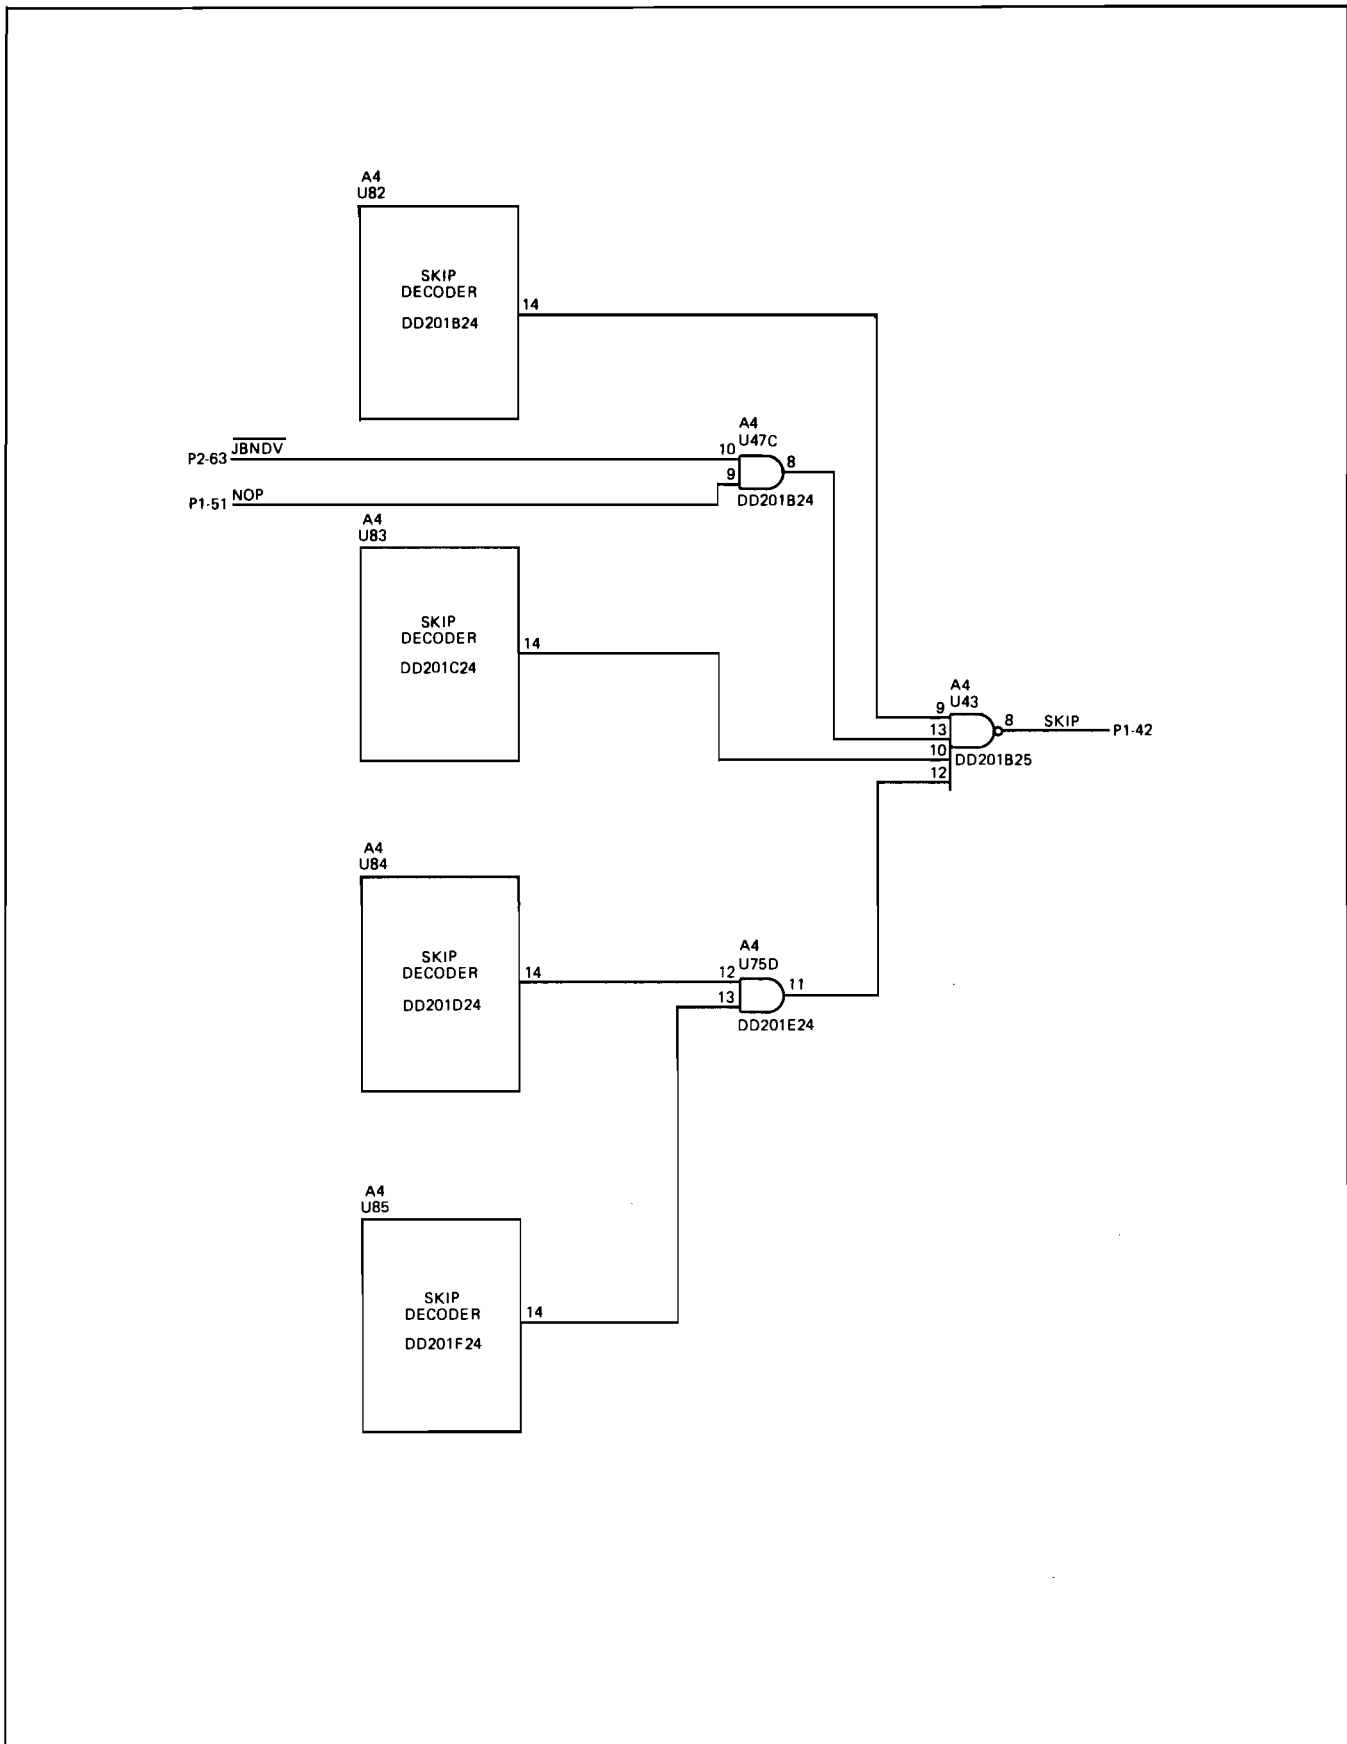 A4
U82
SKIP
DECODER
DD201B24
14
P2-63 JBNDV
P1-51 NOP
A4
U47C
10
9
8
DD201B24
A4
U83
SKIP
DECODER
DD201C24
14
A4
U43
9
13
10
12
8 SKIP P1-42
DD201B25
A4
U84
SKIP
DECODER
DD201D24
14
A4
U75D
12
13
11
DD201E24
A4
U85
SKIP
DECODER
DD201F24
14